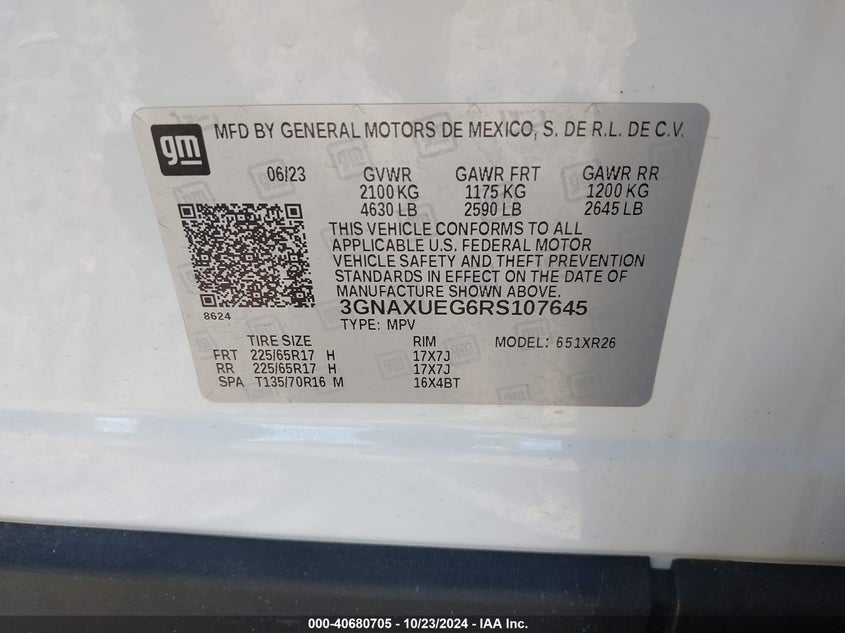 gm MFD BY GENERAL MOTORS DE MEXICO, S. DE R.L. DE C.V.
06/23 GVWR GAWR FRT GAWR RR
2100 KG 1175 KG 1200 KG
4630 LB 2590 LB 2645 LB
THIS VEHICLE CONFORMS TO ALL
APPLICABLE U.S. FEDERAL MOTOR
VEHICLE SAFETY AND THEFT PREVENTION
STANDARDS IN EFFECT ON THE DATE OF
MANUFACTURE SHOWN ABOVE.
8624
3GNAXUEG6RS107645
TYPE: MPV
TIRE SIZE RIM MODEL: 651XR26
FRT 225/65R17 H 17X7J
RR 225/65R17 H 17X7J
SPA T135/70R16 M 16X4BT
000-40680705 - 10/23/2024 - IAA Inc.